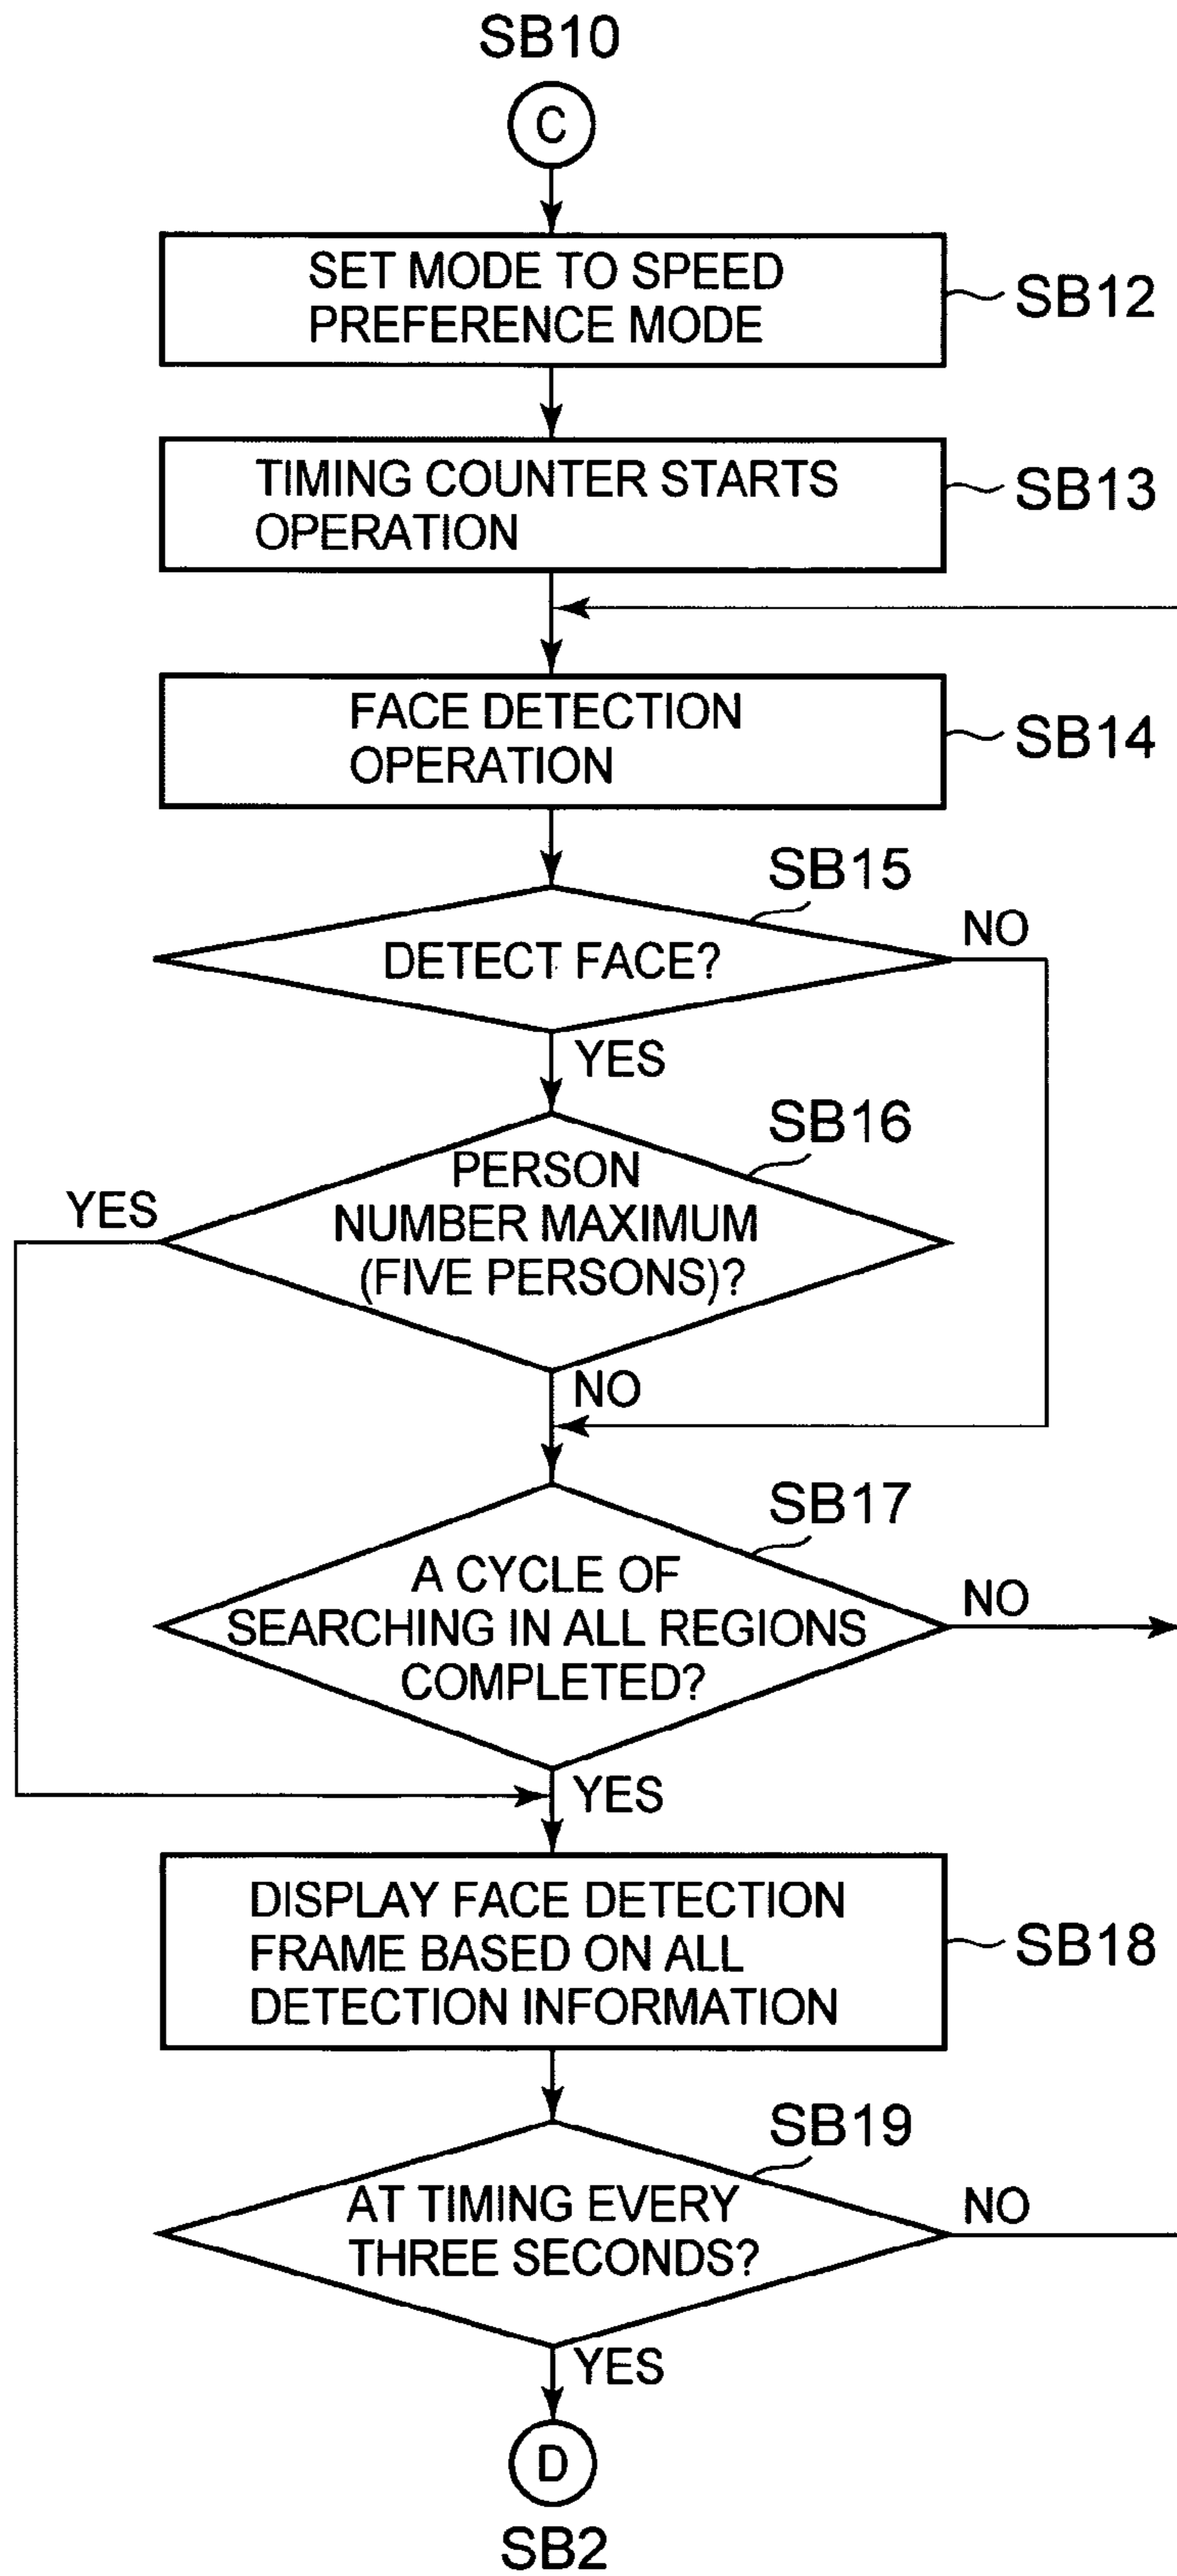 SB10
C
SET MODE TO SPEED
PREFERENCE MODE
SB12
TIMING COUNTER STARTS
OPERATION
SB13
FACE DETECTION
OPERATION
SB14
SB15
DETECT FACE?
NO
YES
SB16
PERSON
NUMBER MAXIMUM
(FIVE PERSONS)?
YES
NO
SB17
A CYCLE OF
SEARCHING IN ALL REGIONS
COMPLETED?
NO
YES
DISPLAY FACE DETECTION
FRAME BASED ON ALL
DETECTION INFORMATION
SB18
SB19
AT TIMING EVERY
THREE SECONDS?
NO
YES
D
SB2